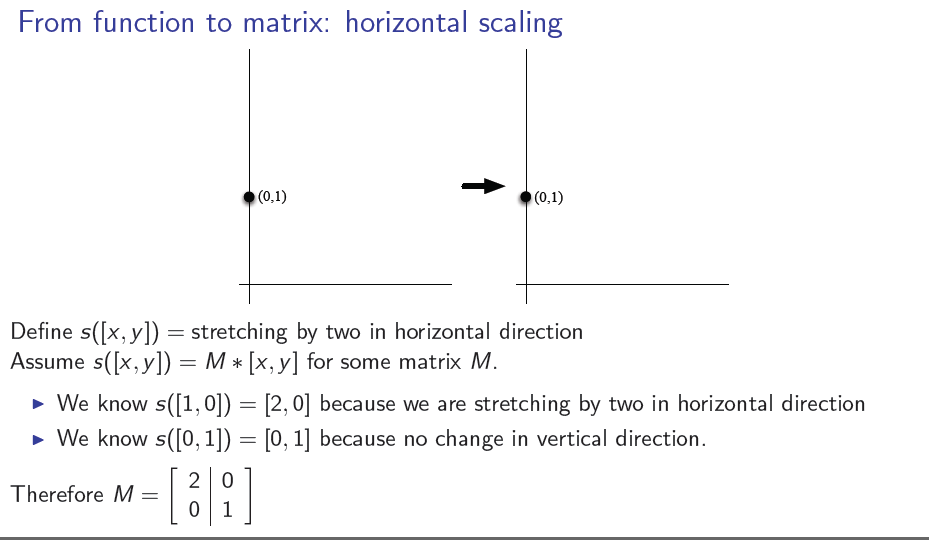 From function to matrix: horizontal scaling
(0,1) (0,1)
Define s([x, y]) = stretching by two in horizontal direction
Assume s([x, y]) = M ∗ [x, y] for some matrix M.
▶ We know s([1, 0]) = [2, 0] because we are stretching by two in horizontal direction
▶ We know s([0, 1]) = [0, 1] because no change in vertical direction.
Therefore M = [ 2 | 0
0 | 1 ]